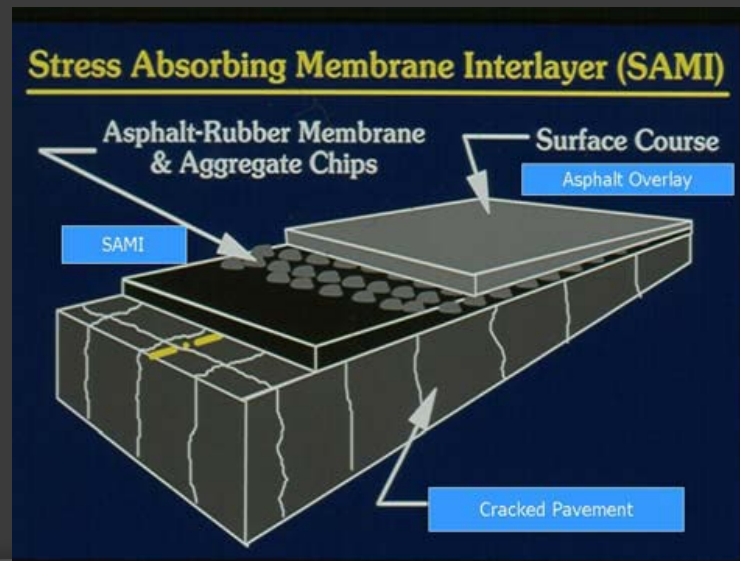 Stress Absorbing Membrane Interlayer (SAMI)
Asphalt-Rubber Membrane
& Aggregate Chips
Surface Course
Asphalt Overlay
SAMI
Cracked Pavement